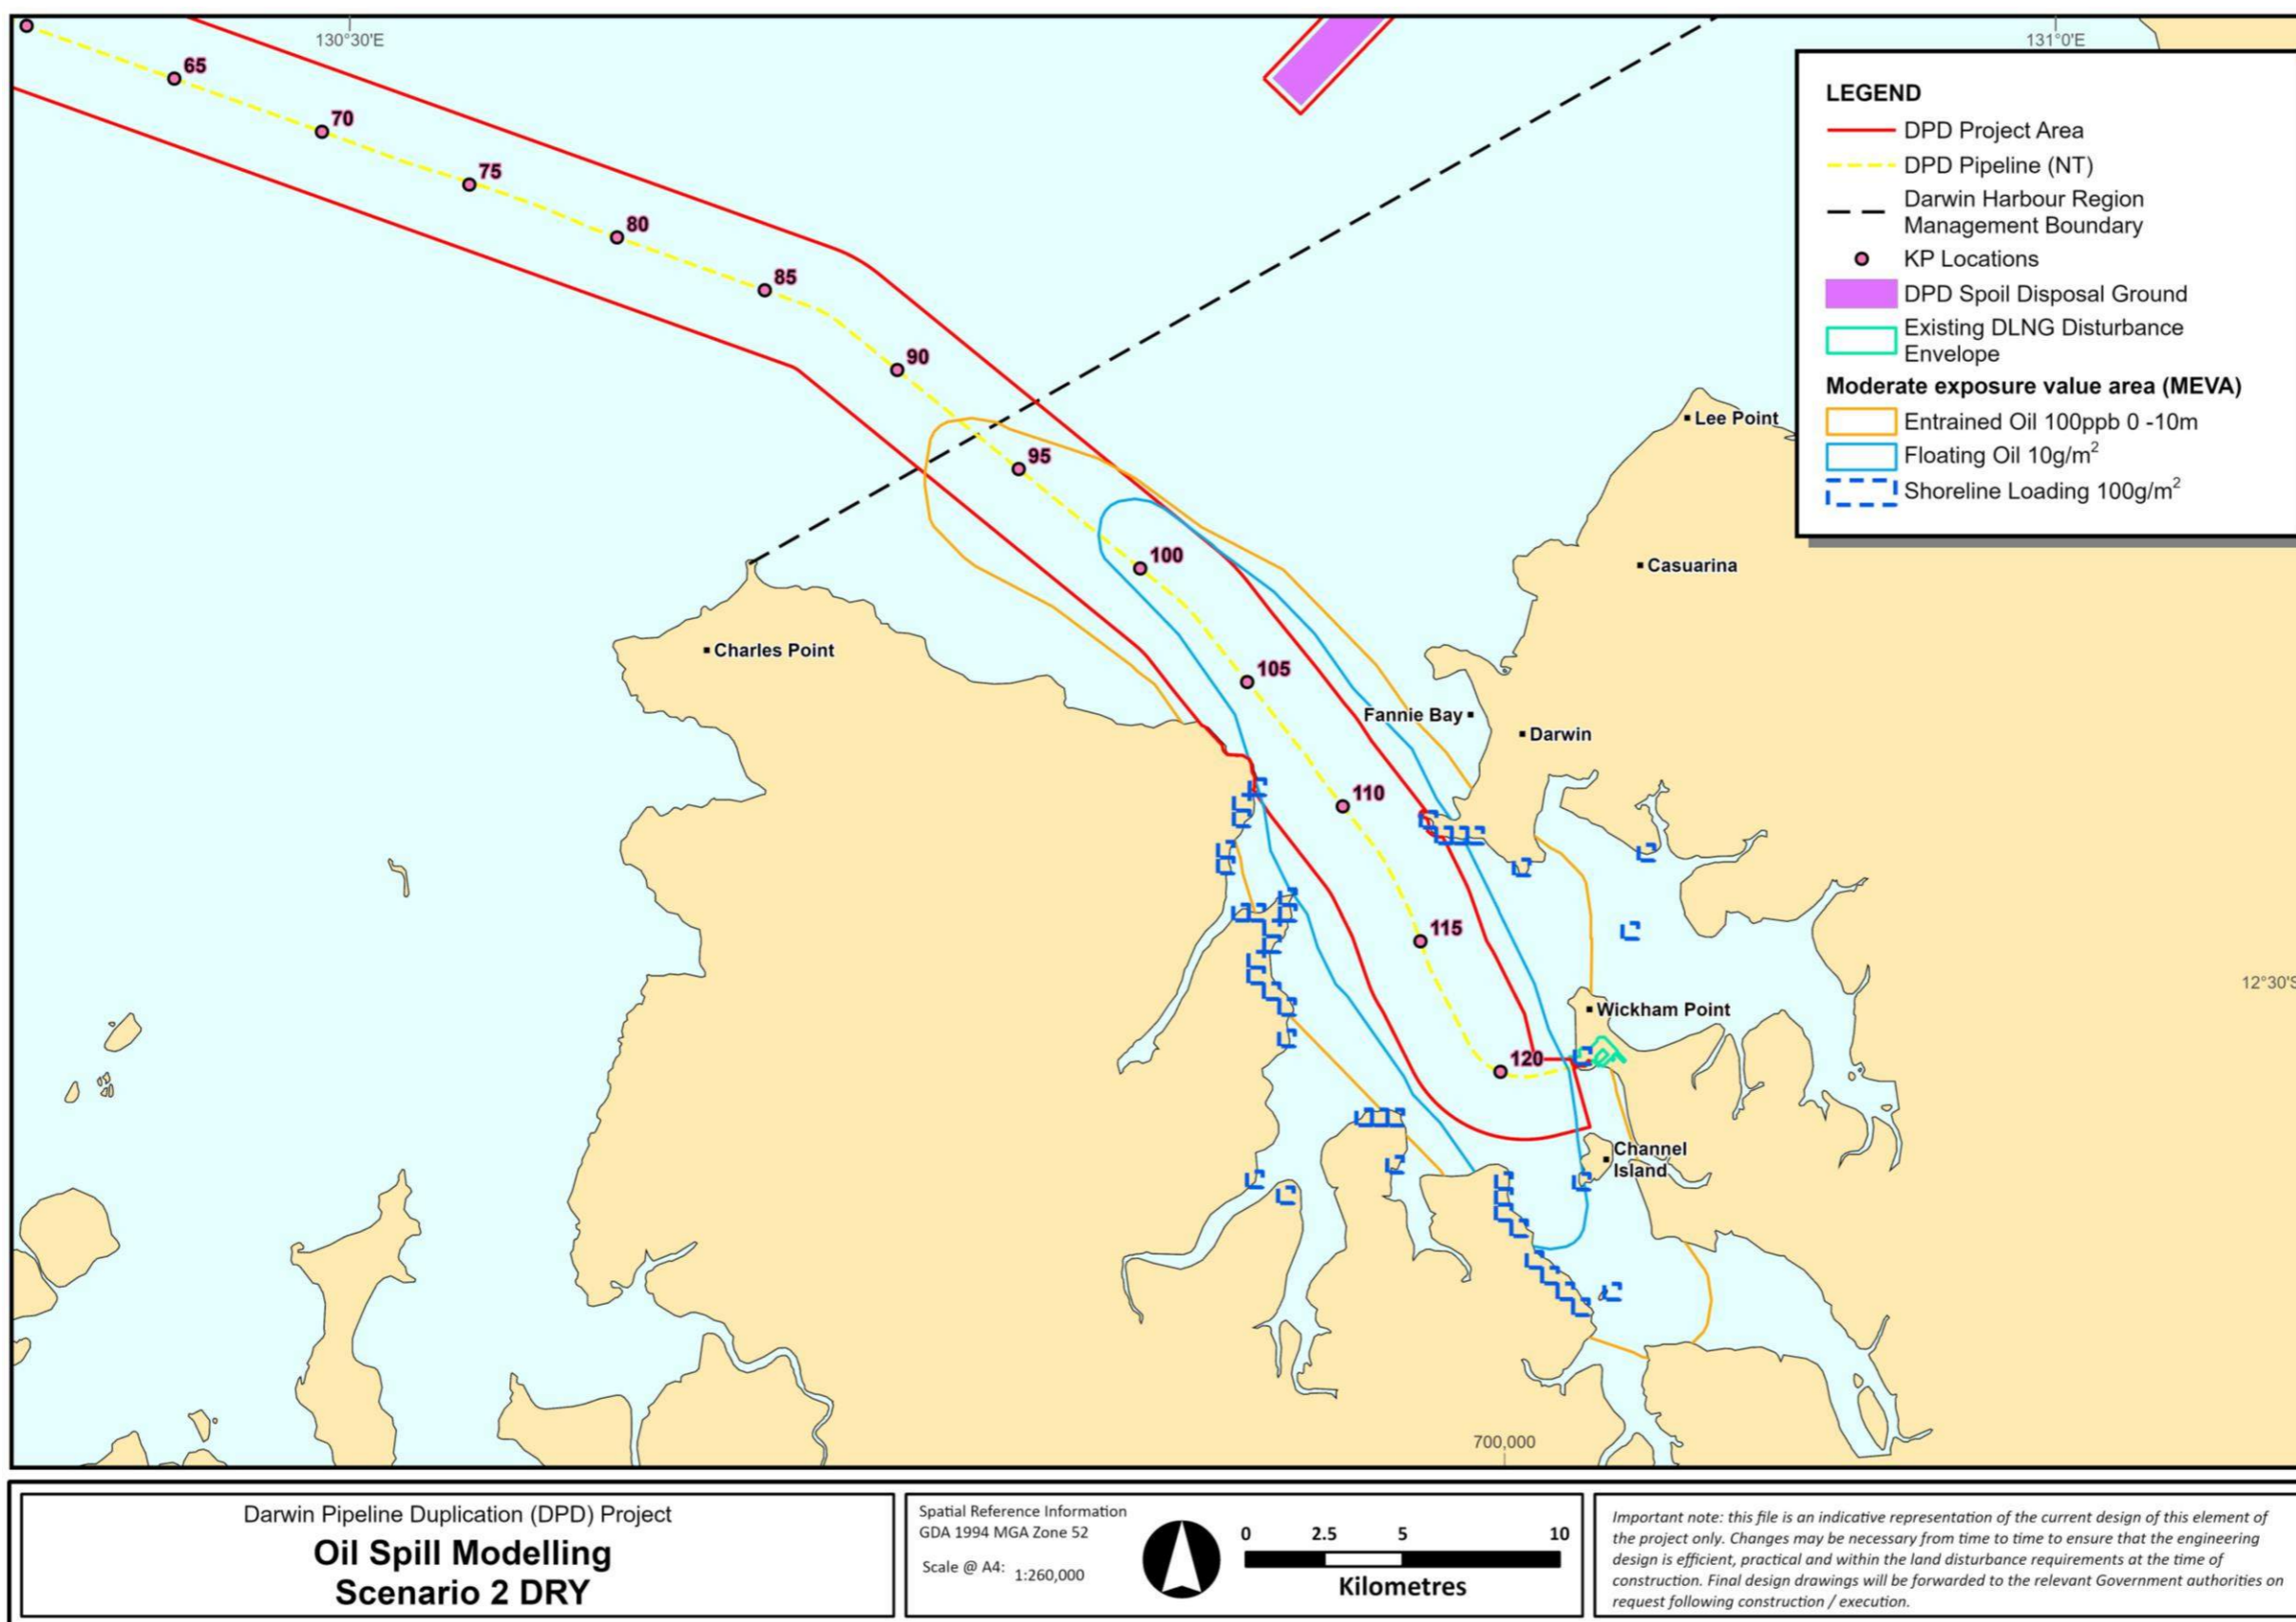 130°30'E
131°0'E
65
70
75
80
85
90
95
100
105
110
115
120
LEGEND
DPD Project Area
DPD Pipeline (NT)
Darwin Harbour Region
Management Boundary
KP Locations
DPD Spoil Disposal Ground
Existing DLNG Disturbance
Envelope
Moderate exposure value area (MEVA)
Entrained Oil 100ppb 0 -10m
Floating Oil 10g/m²
Shoreline Loading 100g/m²
Lee Point
Casuarina
Charles Point
Fannie Bay
Darwin
12°30'S
Wickham Point
Channel
Island
700,000
Darwin Pipeline Duplication (DPD) Project
Oil Spill Modelling
Scenario 2 DRY
Spatial Reference Information
GDA 1994 MGA Zone 52
Scale @ A4: 1:260,000
0 2.5 5 10
Kilometres
Important note: this file is an indicative representation of the current design of this element of
the project only. Changes may be necessary from time to time to ensure that the engineering
design is efficient, practical and within the land disturbance requirements at the time of
construction. Final design drawings will be forwarded to the relevant Government authorities on
request following construction / execution.